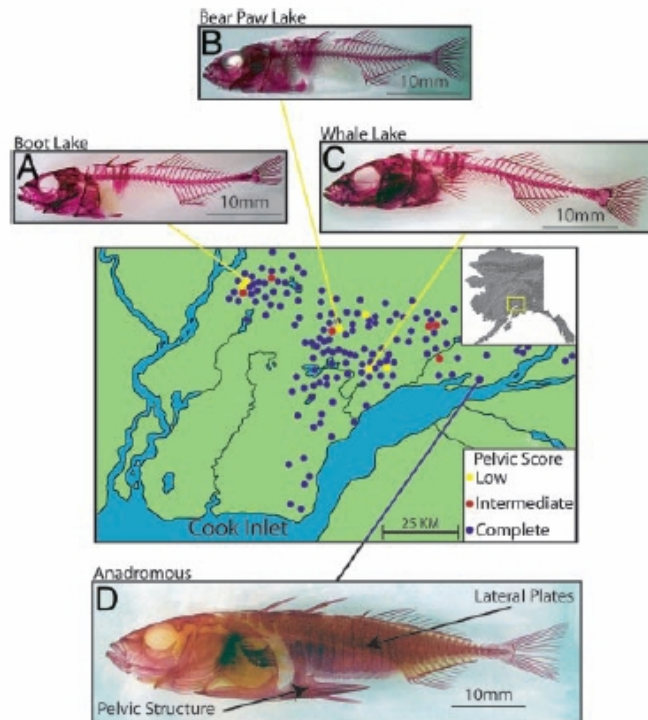 Bear Paw Lake
B
10mm
Boot Lake
A
10mm
Whale Lake
C
10mm
Pelvic Score
Low
Intermediate
Complete
Cook Inlet
25 KM
Anadromous
D
Lateral Plates
Pelvic Structure
10mm